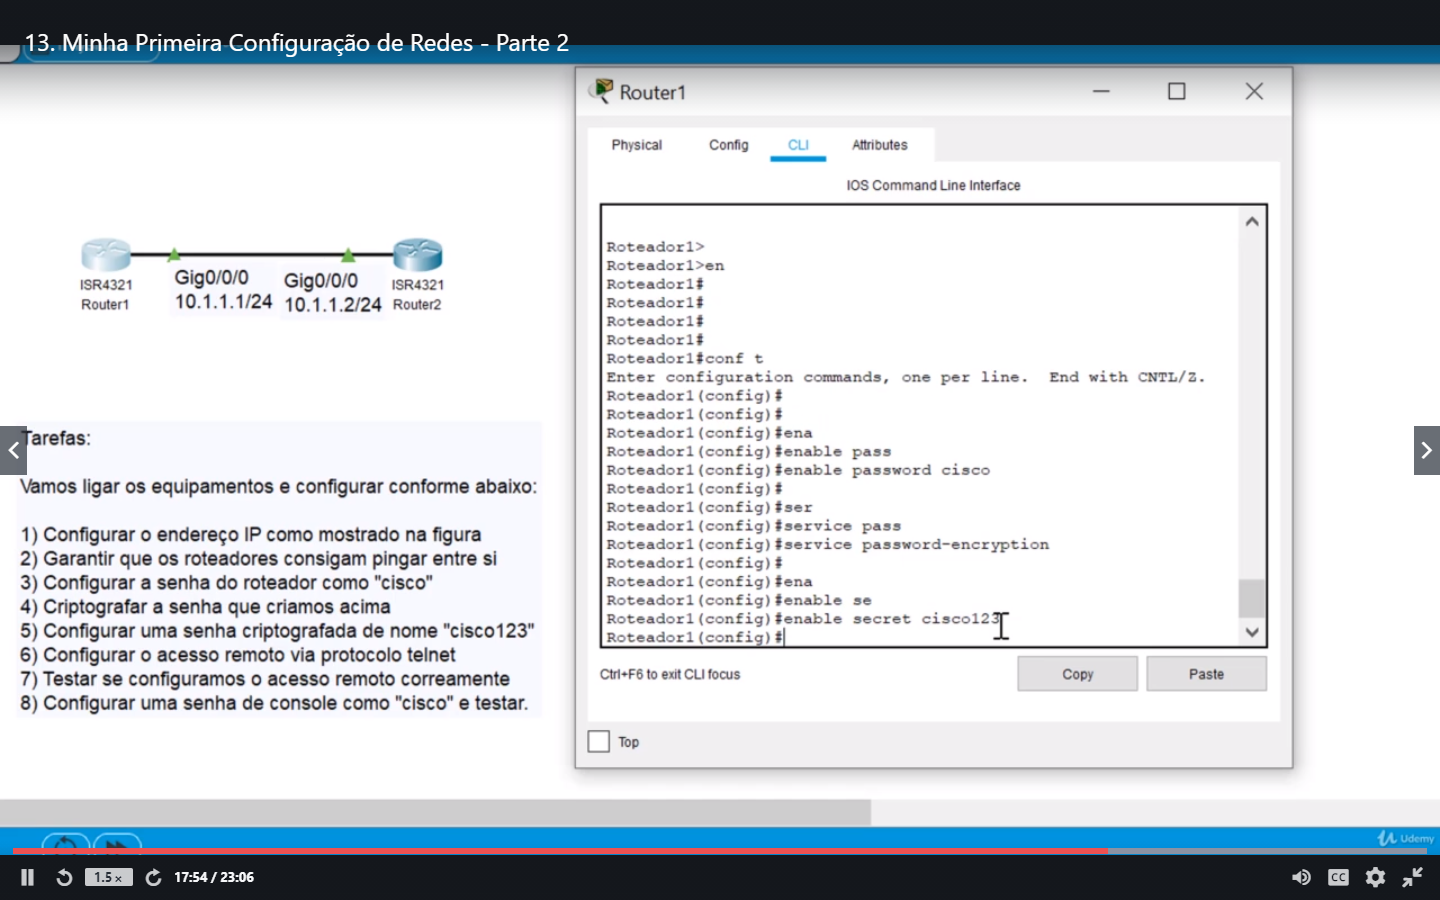 13. Minha Primeira Configuração de Redes - Parte 2
ISR4321
Router1
Gig0/0/0
10.1.1.1/24
Gig0/0/0
10.1.1.2/24
ISR4321
Router2
Tarefas:
Vamos ligar os equipamentos e configurar conforme abaixo:
1) Configurar o endereço IP como mostrado na figura
2) Garantir que os roteadores consigam pingar entre si
3) Configurar a senha do roteador como "cisco"
4) Criptografar a senha que criamos acima
5) Configurar uma senha criptografada de nome "cisco123"
6) Configurar o acesso remoto via protocolo telnet
7) Testar se configuramos o acesso remoto correamente
8) Configurar uma senha de console como "cisco" e testar.
Router1
Physical Config CLI Attributes
IOS Command Line Interface
Roteador1>
Roteador1>en
Roteador1#
Roteador1#
Roteador1#
Roteador1#
Roteador1#conf t
Enter configuration commands, one per line. End with CNTL/Z.
Roteador1(config)#
Roteador1(config)#
Roteador1(config)#ena
Roteador1(config)#enable pass
Roteador1(config)#enable password cisco
Roteador1(config)#
Roteador1(config)#ser
Roteador1(config)#service pass
Roteador1(config)#service password-encryption
Roteador1(config)#
Roteador1(config)#ena
Roteador1(config)#enable se
Roteador1(config)#enable secret cisco123
Roteador1(config)#
Ctrl+F6 to exit CLI focus
Copy Paste
Top
Udemy
1.5x
17:54 / 23:06
CC